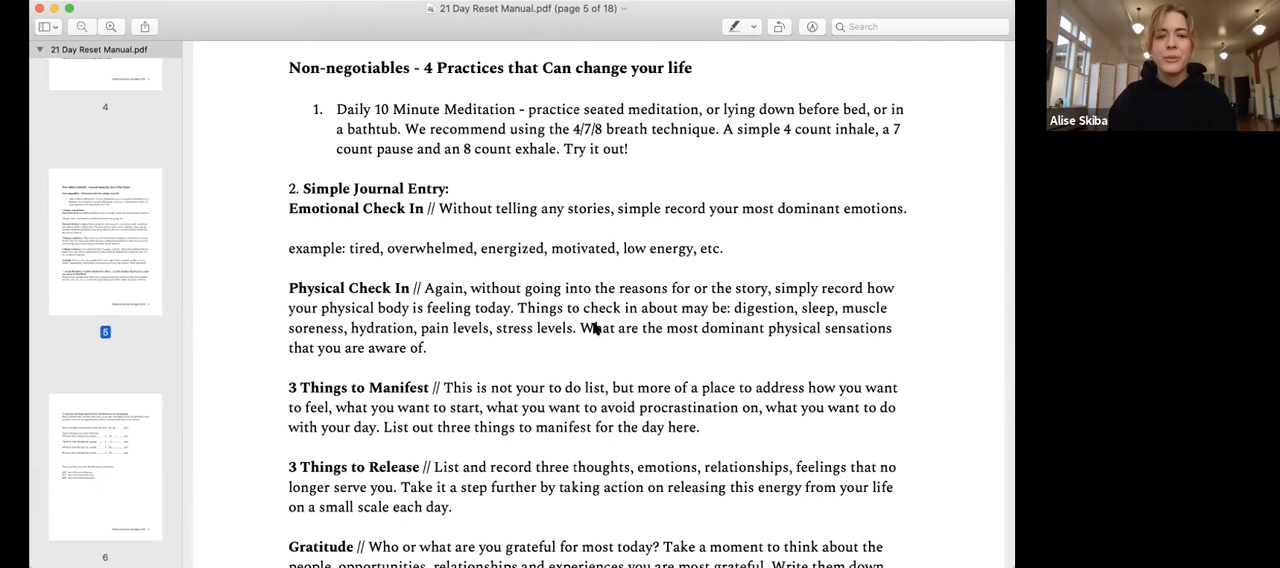 21 Day Reset Manual.pdf (page 5 of 18)
Search
21 Day Reset Manual.pdf
4
5
6
Non-negotiables - 4 Practices that Can change your life
1. Daily 10 Minute Meditation - practice seated meditation, or lying down before bed, or in
a bathtub. We recommend using the 4/7/8 breath technique. A simple 4 count inhale, a 7
count pause and an 8 count exhale. Try it out!
2. Simple Journal Entry:
Emotional Check In // Without telling any stories, simple record your most dominant emotions.
example tired, overwhelmed, energized, motivated, low energy, etc.
Physical Check In // Again, without going into the reasons for or the story, simply record how
your physical body is feeling today. Things to check in about may be: digestion, sleep, muscle
soreness, hydration, pain levels, stress levels. What are the most dominant physical sensations
that you are aware of.
3 Things to Manifest // This is not your to do list, but more of a place to address how you want
to feel, what you want to start, what you want to avoid procrastination on, what you want to do
with your day. List out three things to manifest for the day here.
3 Things to Release // List and record three thoughts, emotions, relationships, feelings that no
longer serve you. Take it a step further by taking action on releasing this energy from your life
on a small scale each day.
Gratitude // Who or what are you grateful for most today? Take a moment to think about the
people, opportunities, relationships and experiences you are most grateful. Write them down
Alise Skiba